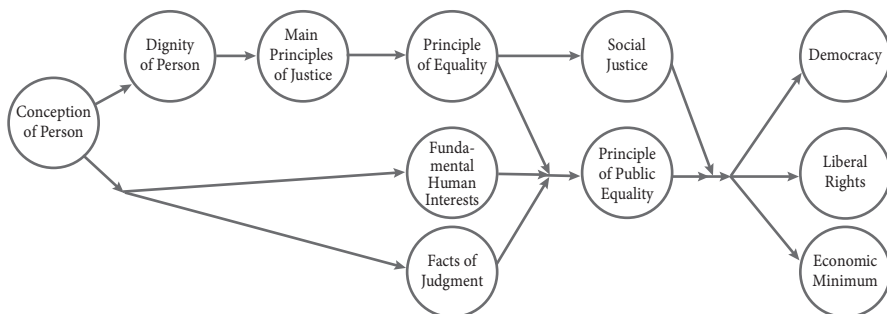 Dignity
of Person
Main
Principles
of Justice
Principle
of Equality
Social
Justice
Democracy
Conception
of Person
Funda-
mental
Human
Interests
Principle
of Public
Equality
Liberal
Rights
Facts of
Judgment
Economic
Minimum